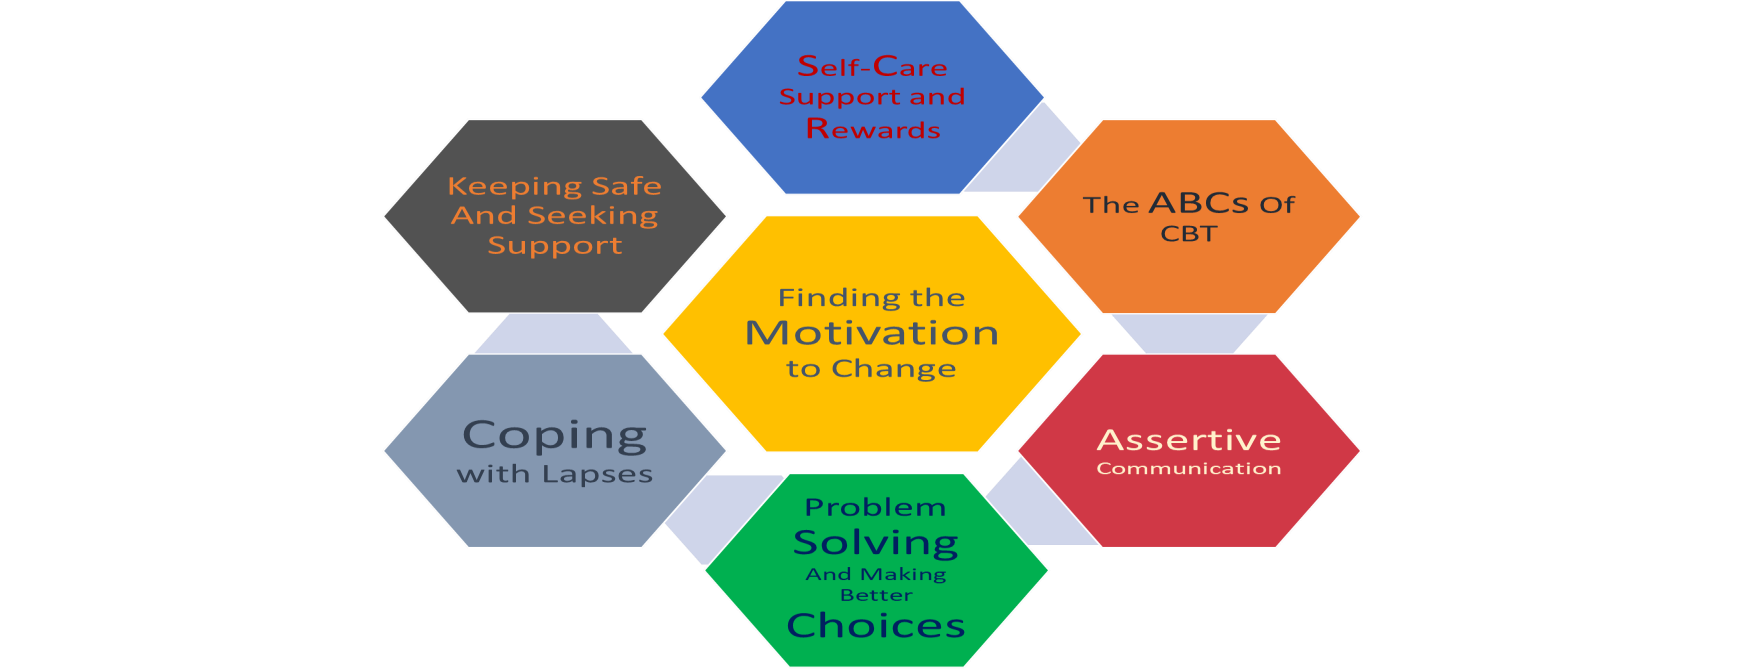 Self-Care
Support and
Rewards
Keeping Safe
And Seeking
Support
The ABCs Of
CBT
Finding the
Motivation
to Change
Coping
with Lapses
Assertive
Communication
Problem
Solving
And Making
Better
Choices